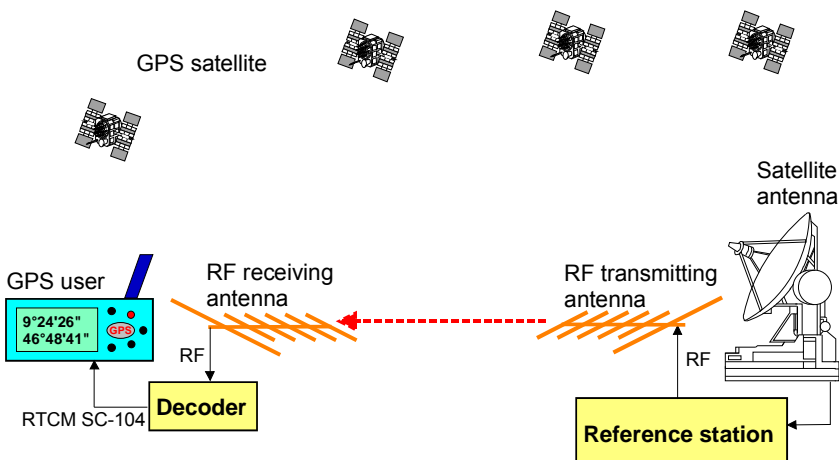 GPS satellite
Satellite
antenna
GPS user
RF receiving
antenna
RF transmitting
antenna
9°24'26"
46°48'41"
GPS
RF
RF
RTCM SC-104
Decoder
Reference station